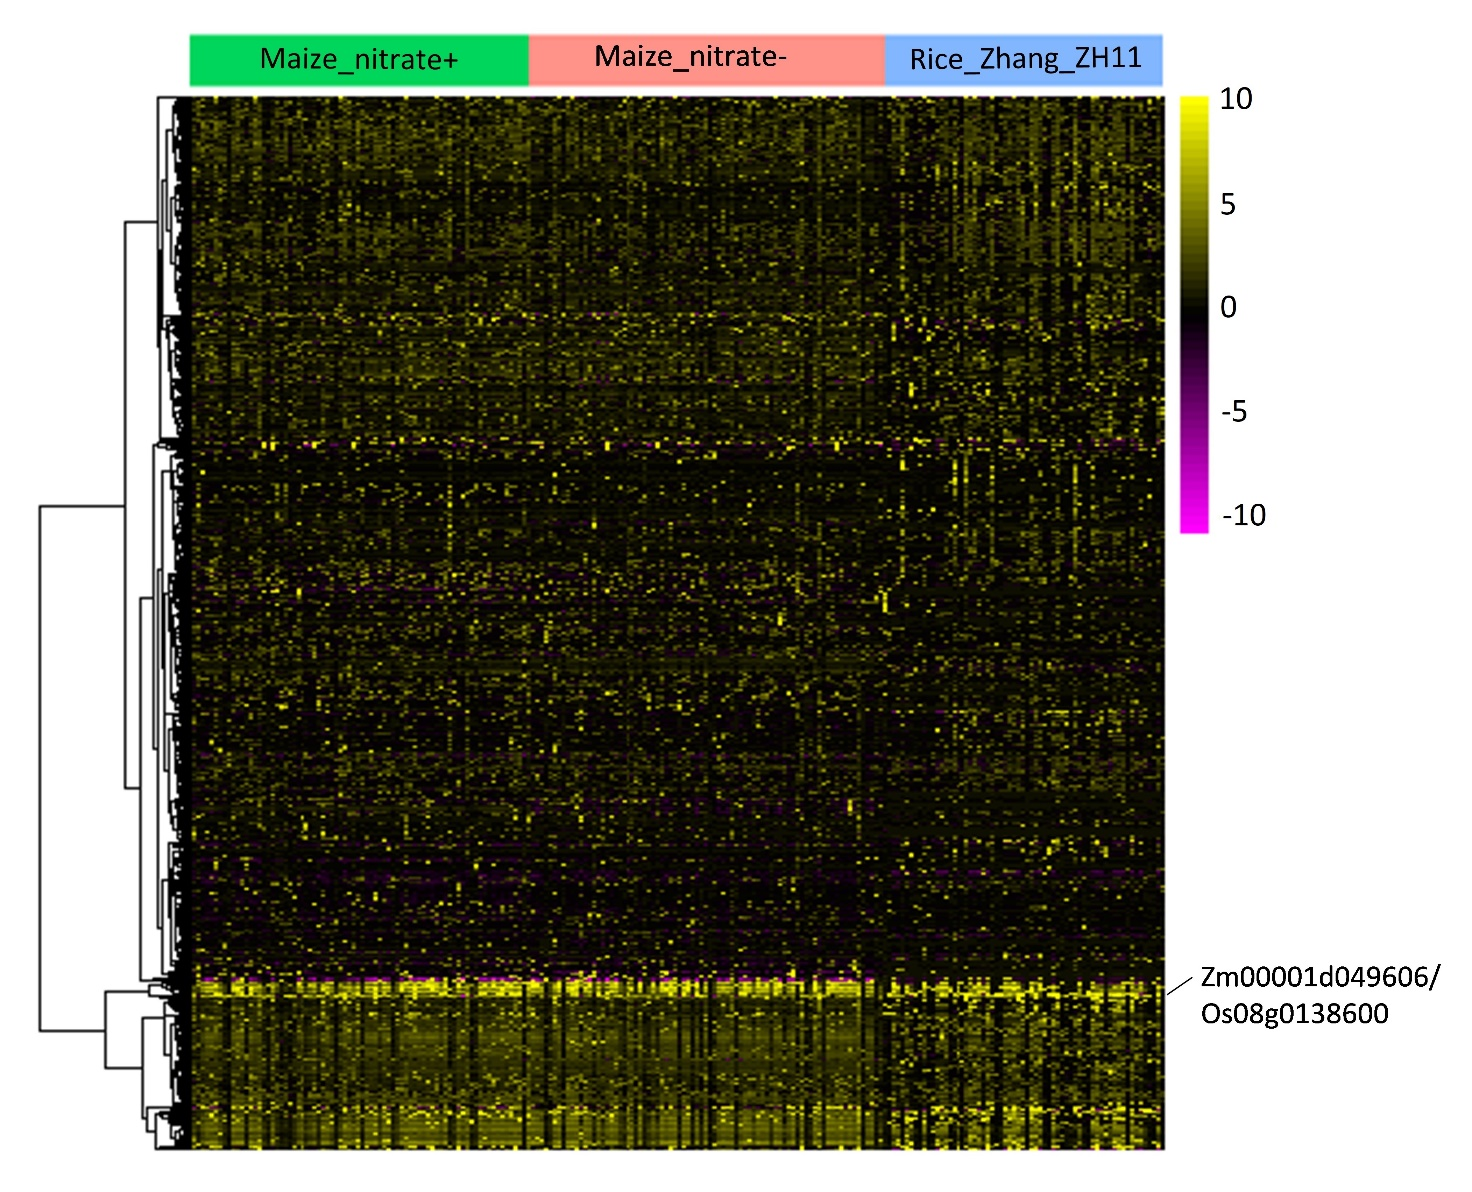 Maize_nitrate+
Maize_nitrate-
Rice_Zhang_ZH11
10
5
0
-5
-10
Zm00001d049606/
Os08g0138600